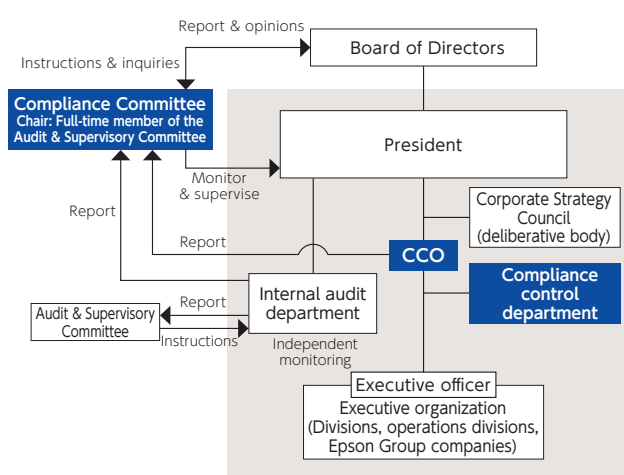 Report & opinions
Board of Directors
Instructions & inquiries
Compliance Committee
Chair: Full-time member of the
Audit & Supervisory Committee
President
Monitor
& supervise
Corporate Strategy
Council
(deliberative body)
Report
Report
CCO
Compliance
control
department
Internal audit
department
Report
Audit & Supervisory
Committee
Instructions
Independent
monitoring
Executive officer
Executive organization
(Divisions, operations divisions,
Epson Group companies)